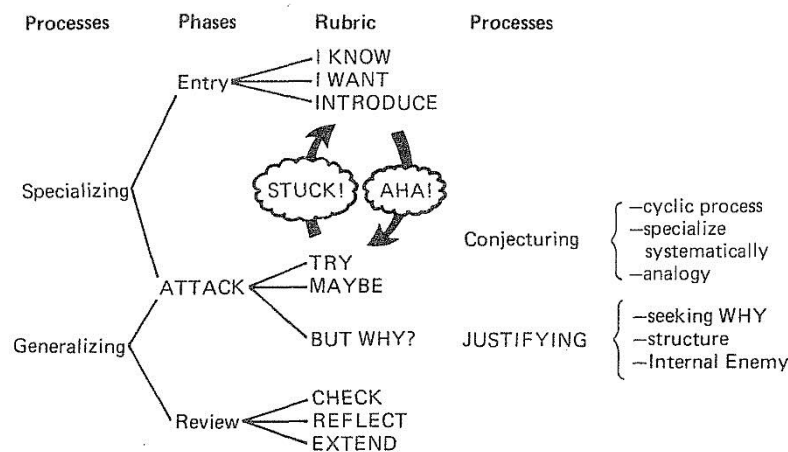 Processes Phases Rubric Processes
I KNOW
Entry I WANT
INTRODUCE
Specializing STUCK! AHA!
—cyclic process
Conjecturing —specialize
systematically
TRY —analogy
ATTACK MAYBE
—seeking WHY
Generalizing BUT WHY? JUSTIFYING —structure
—Internal Enemy
CHECK
Review REFLECT
EXTEND